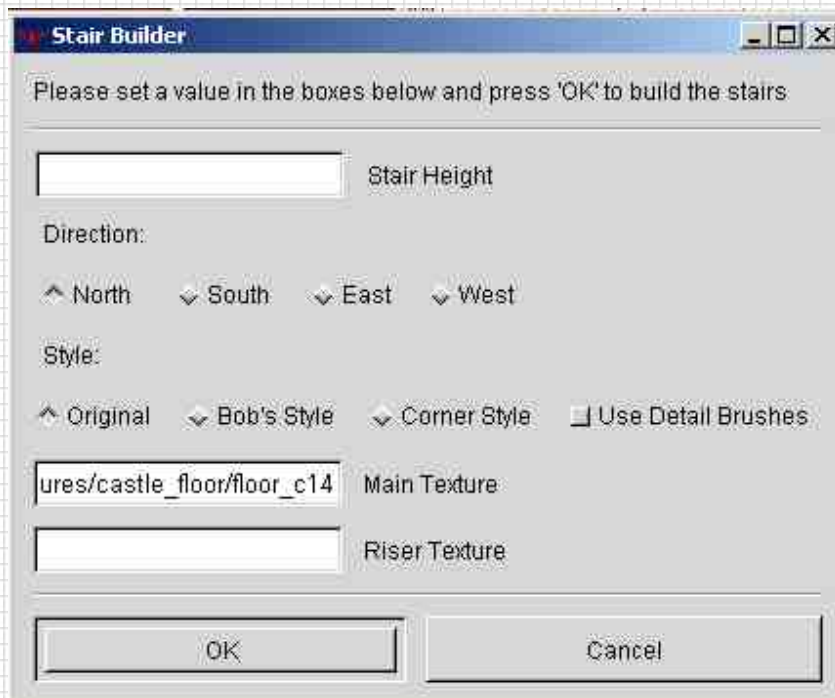 Stair Builder
Please set a value in the boxes below and press 'OK' to build the stairs
Stair Height
Direction:
North South East West
Style:
Original Bob's Style Corner Style Use Detail Brushes
ures/castle_floor/floor_c14 Main Texture
Riser Texture
OK Cancel